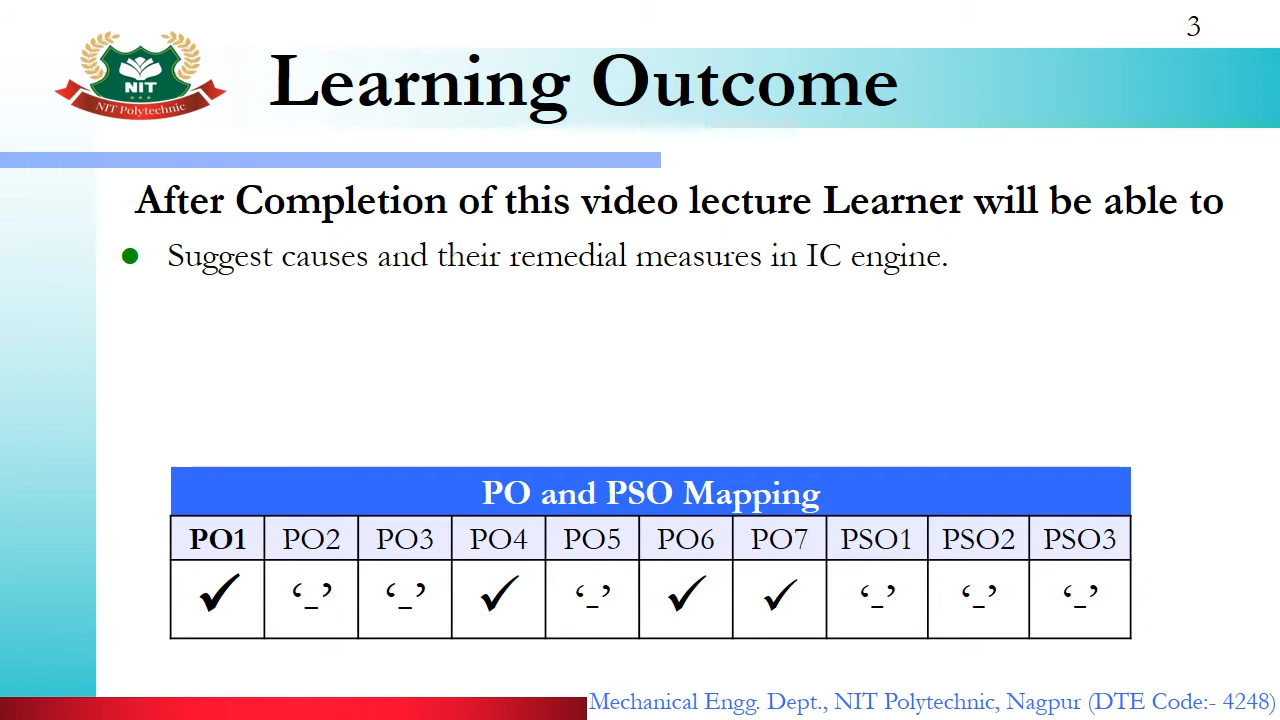 3
NIT
NIT Polytechnic
Learning Outcome
After Completion of this video lecture Learner will be able to
● Suggest causes and their remedial measures in IC engine.
PO and PSO Mapping
PO1 PO2 PO3 PO4 PO5 PO6 PO7 PSO1 PSO2 PSO3
✓ ‘-’ ‘-’ ✓ ‘-’ ✓ ✓ ‘-’ ‘-’ ‘-’
Mechanical Engg. Dept., NIT Polytechnic, Nagpur (DTE Code:- 4248)